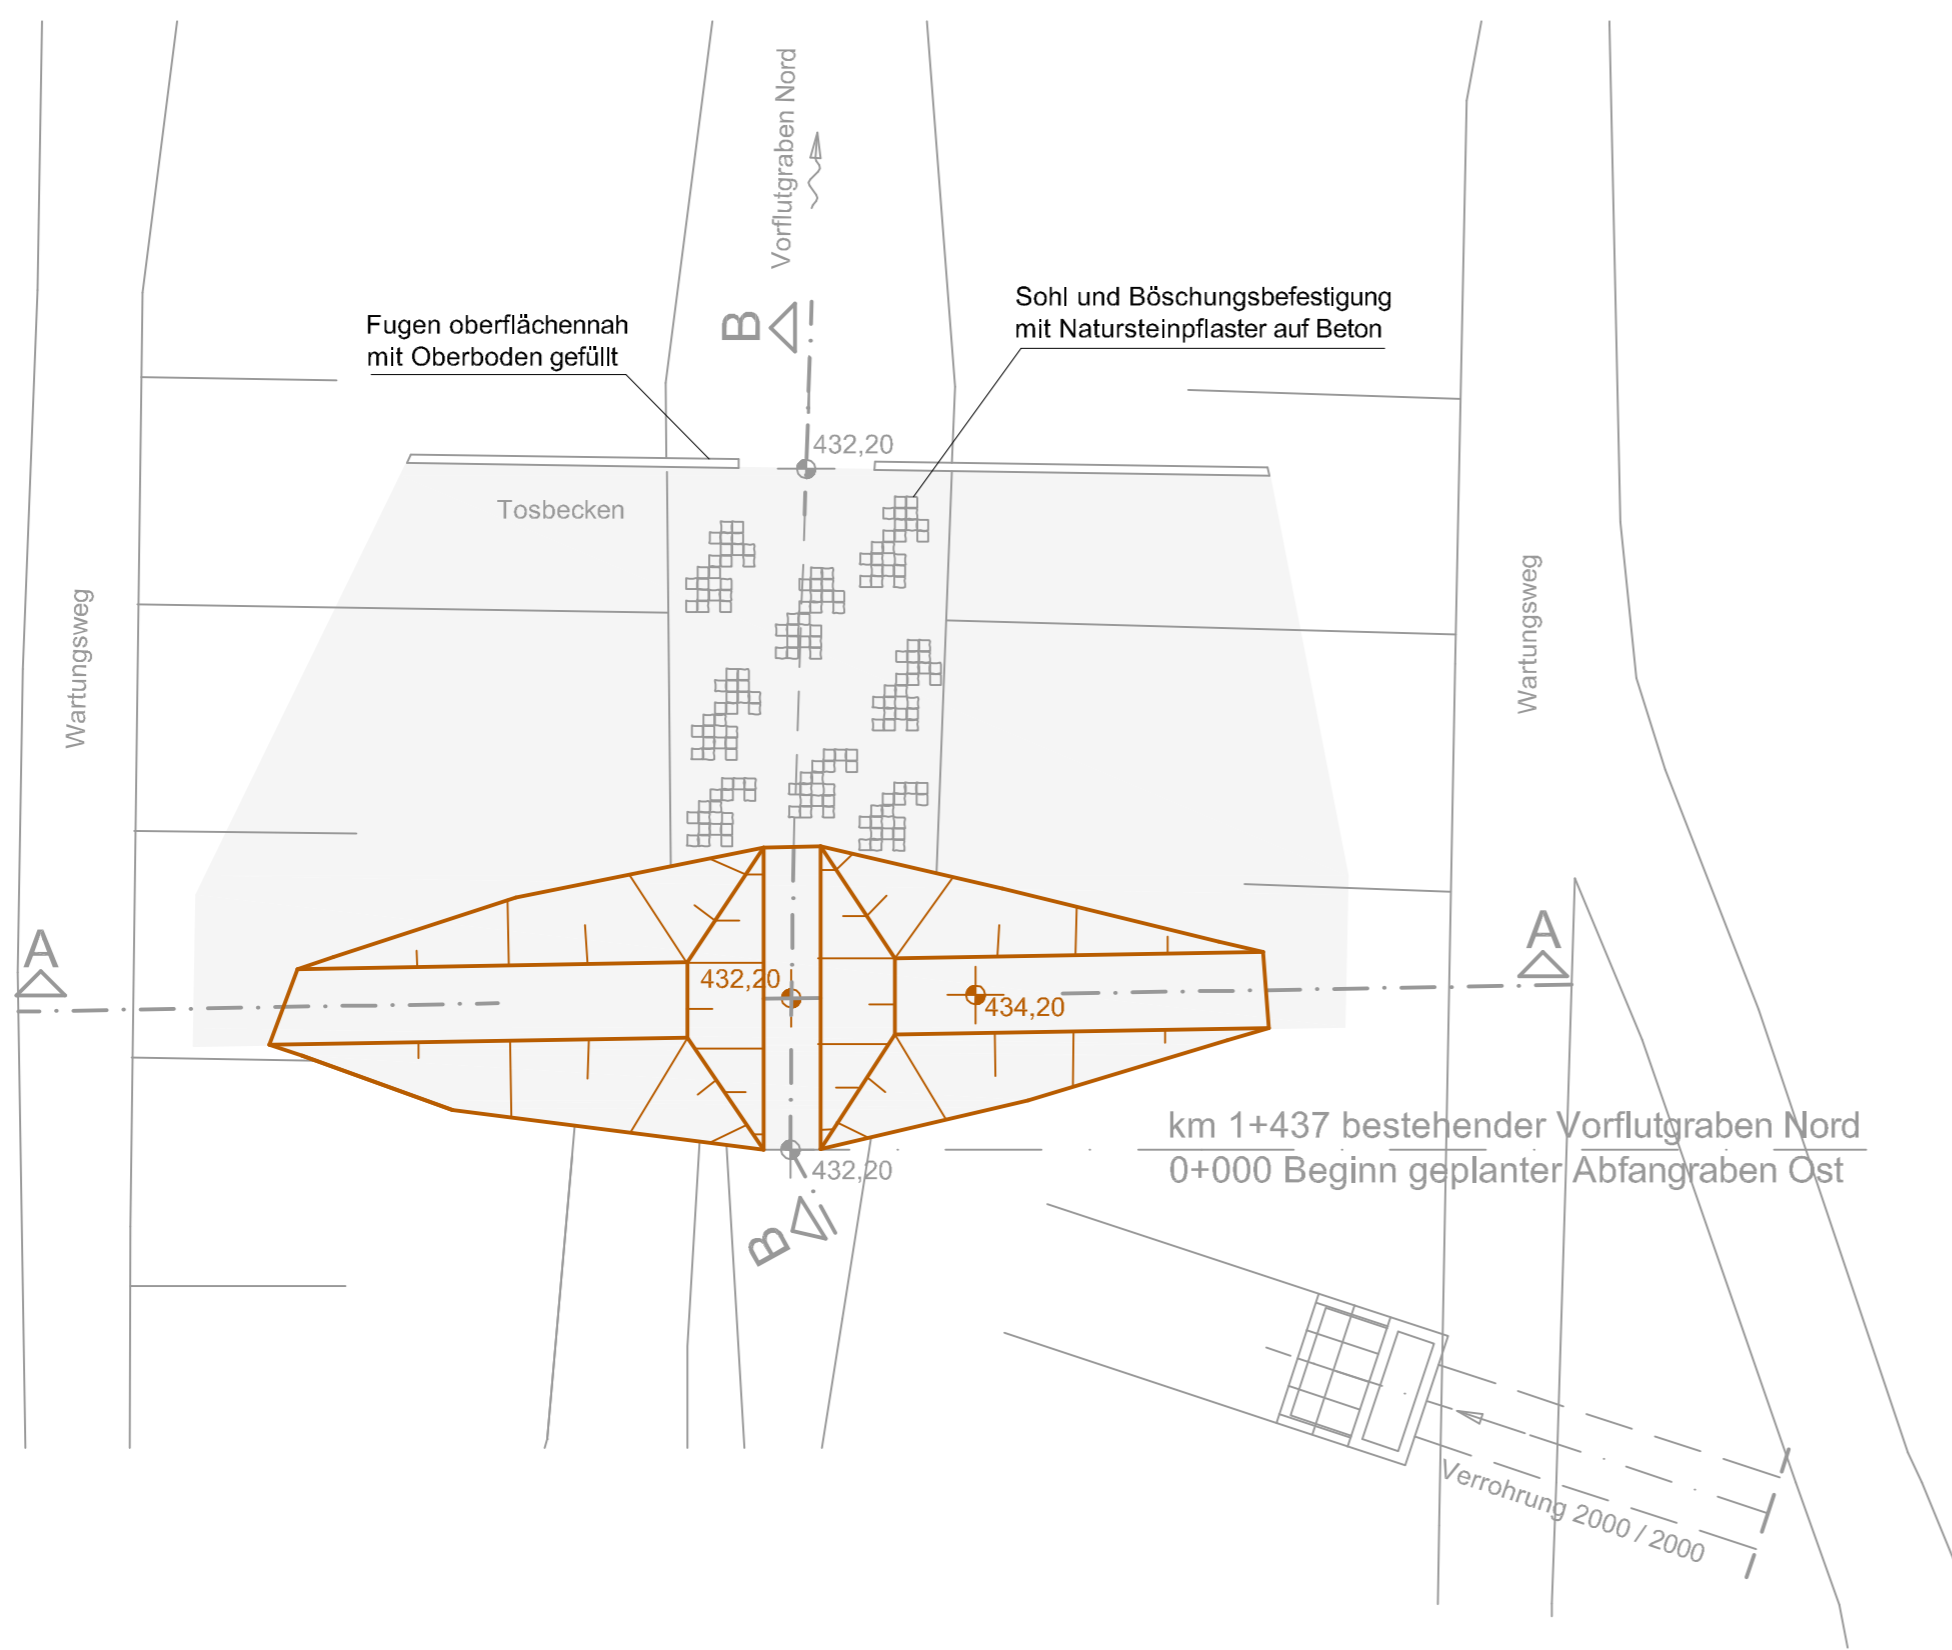 Vorflutgraben Nord
B
Fugen oberflächennah
mit Oberboden gefüllt
Sohl und Böschungsbefestigung
mit Natursteinpflaster auf Beton
432,20
Tosbecken
Wartungsweg
Wartungsweg
A
A
432,20
434,20
km 1+437 bestehender Vorflutgraben Nord
0+000 Beginn geplanter Abfangraben Ost
432,20
B
Verrohrung 2000 / 2000